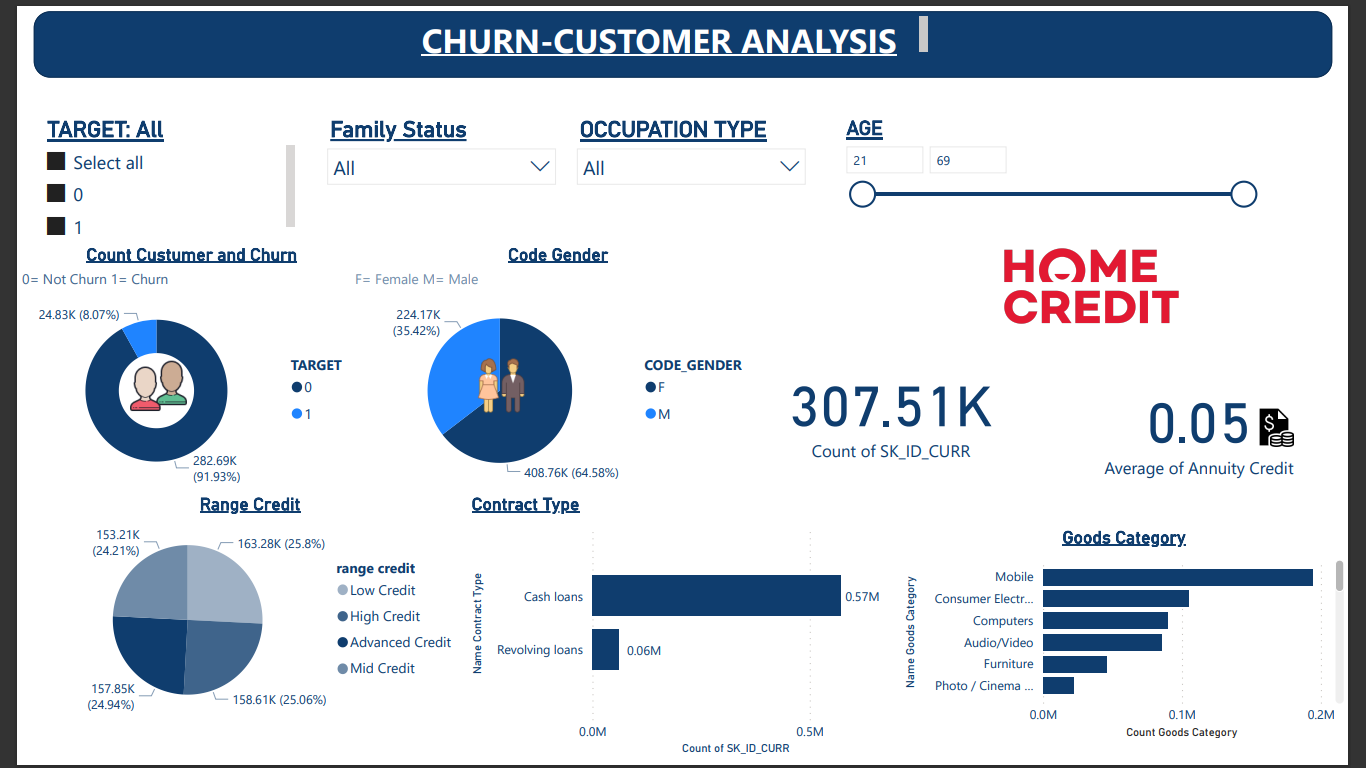 CHURN-CUSTOMER ANALYSIS
TARGET: All
Select all
0
1
Family Status
All
OCCUPATION TYPE
All
AGE
21
69
Count Custumer and Churn
0= Not Churn 1= Churn
24.83K (8.07%)
282.69K
(91.93%)
TARGET
0
1
Code Gender
F= Female M= Male
224.17K
(35.42%)
408.76K (64.58%)
CODE_GENDER
F
M
HOME
CREDIT
307.51K
Count of SK_ID_CURR
0.05
$
Average of Annuity Credit
Range Credit
153.21K
(24.21%)
163.28K (25.8%)
157.85K
(24.94%)
158.61K (25.06%)
range credit
Low Credit
High Credit
Advanced Credit
Mid Credit
Contract Type
Name Contract Type
Cash loans
0.57M
Revolving loans
0.06M
0.0M
0.5M
Count of SK_ID_CURR
Goods Category
Name Goods Category
Mobile
Consumer Electr...
Computers
Audio/Video
Furniture
Photo / Cinema ...
0.0M
0.1M
0.2M
Count Goods Category